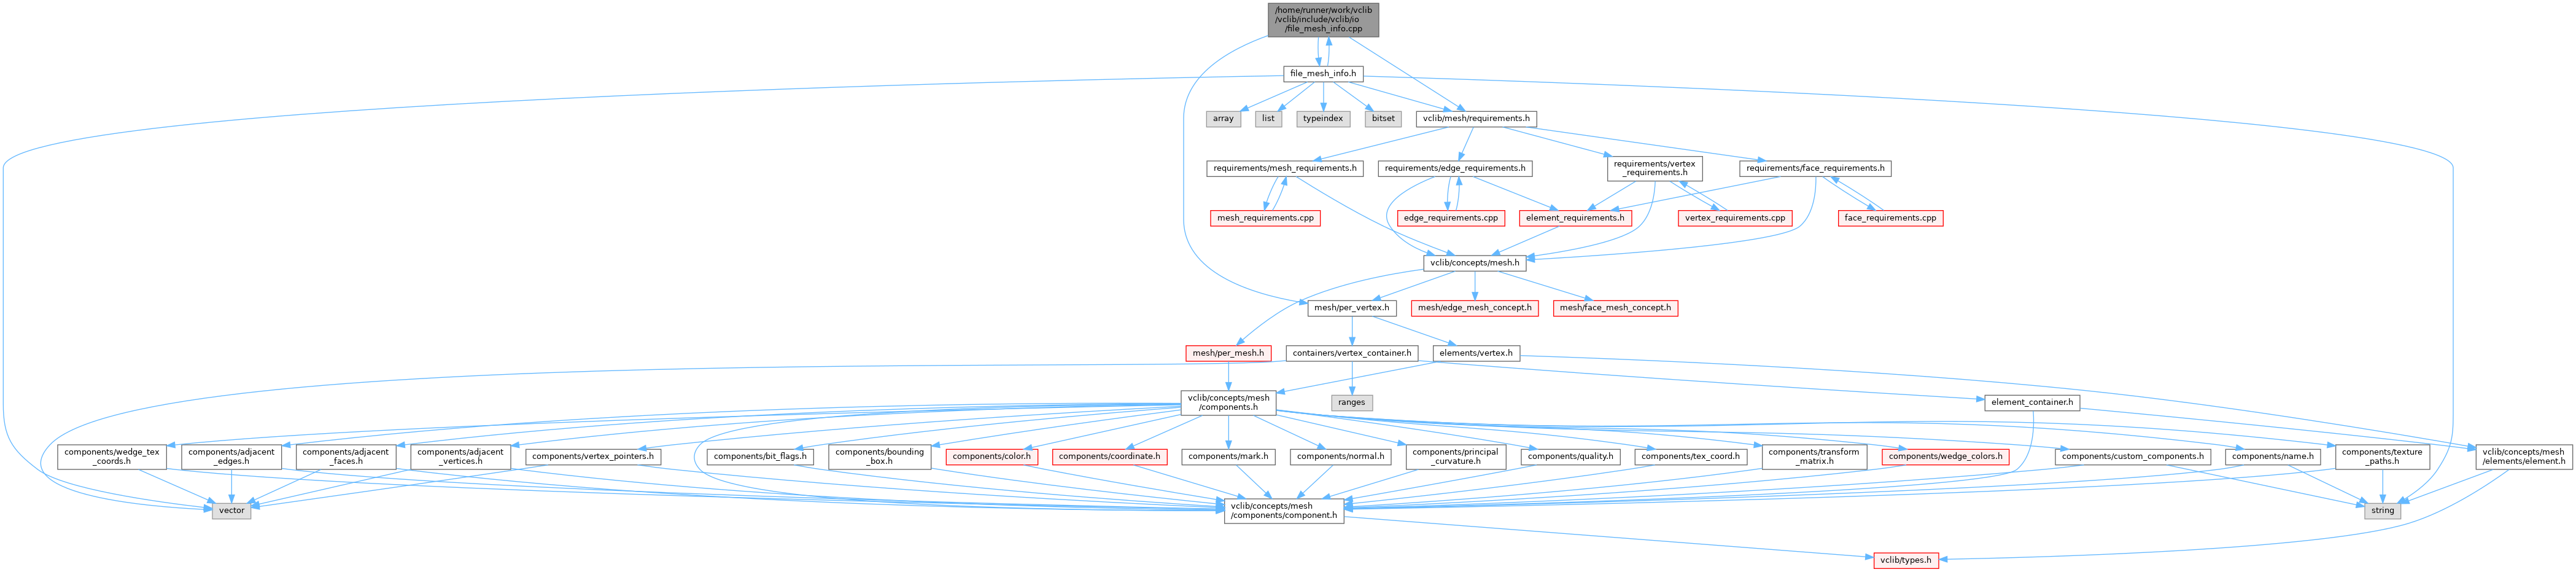 /home/runner/work/vclib
/vclib/include/vclib/io
/file_mesh_info.cpp
file_mesh_info.h
array
list
typeindex
bitset
vclib/mesh/requirements.h
requirements/mesh_requirements.h
requirements/edge_requirements.h
requirements/vertex
_requirements.h
requirements/face_requirements.h
mesh_requirements.cpp
edge_requirements.cpp
element_requirements.h
vertex_requirements.cpp
face_requirements.cpp
vclib/concepts/mesh.h
mesh/per_vertex.h
mesh/edge_mesh_concept.h
mesh/face_mesh_concept.h
mesh/per_mesh.h
containers/vertex_container.h
elements/vertex.h
vclib/concepts/mesh
/components.h
ranges
element_container.h
components/wedge_tex
_coords.h
components/adjacent
_edges.h
components/adjacent
_faces.h
components/adjacent
_vertices.h
components/vertex_pointers.h
components/bit_flags.h
components/bounding
_box.h
components/color.h
components/coordinate.h
components/mark.h
components/normal.h
components/principal
_curvature.h
components/quality.h
components/tex_coord.h
components/transform
_matrix.h
components/wedge_colors.h
components/custom_components.h
components/name.h
components/texture
_paths.h
vclib/concepts/mesh
/elements/element.h
vector
vclib/concepts/mesh
/components/component.h
string
vclib/types.h